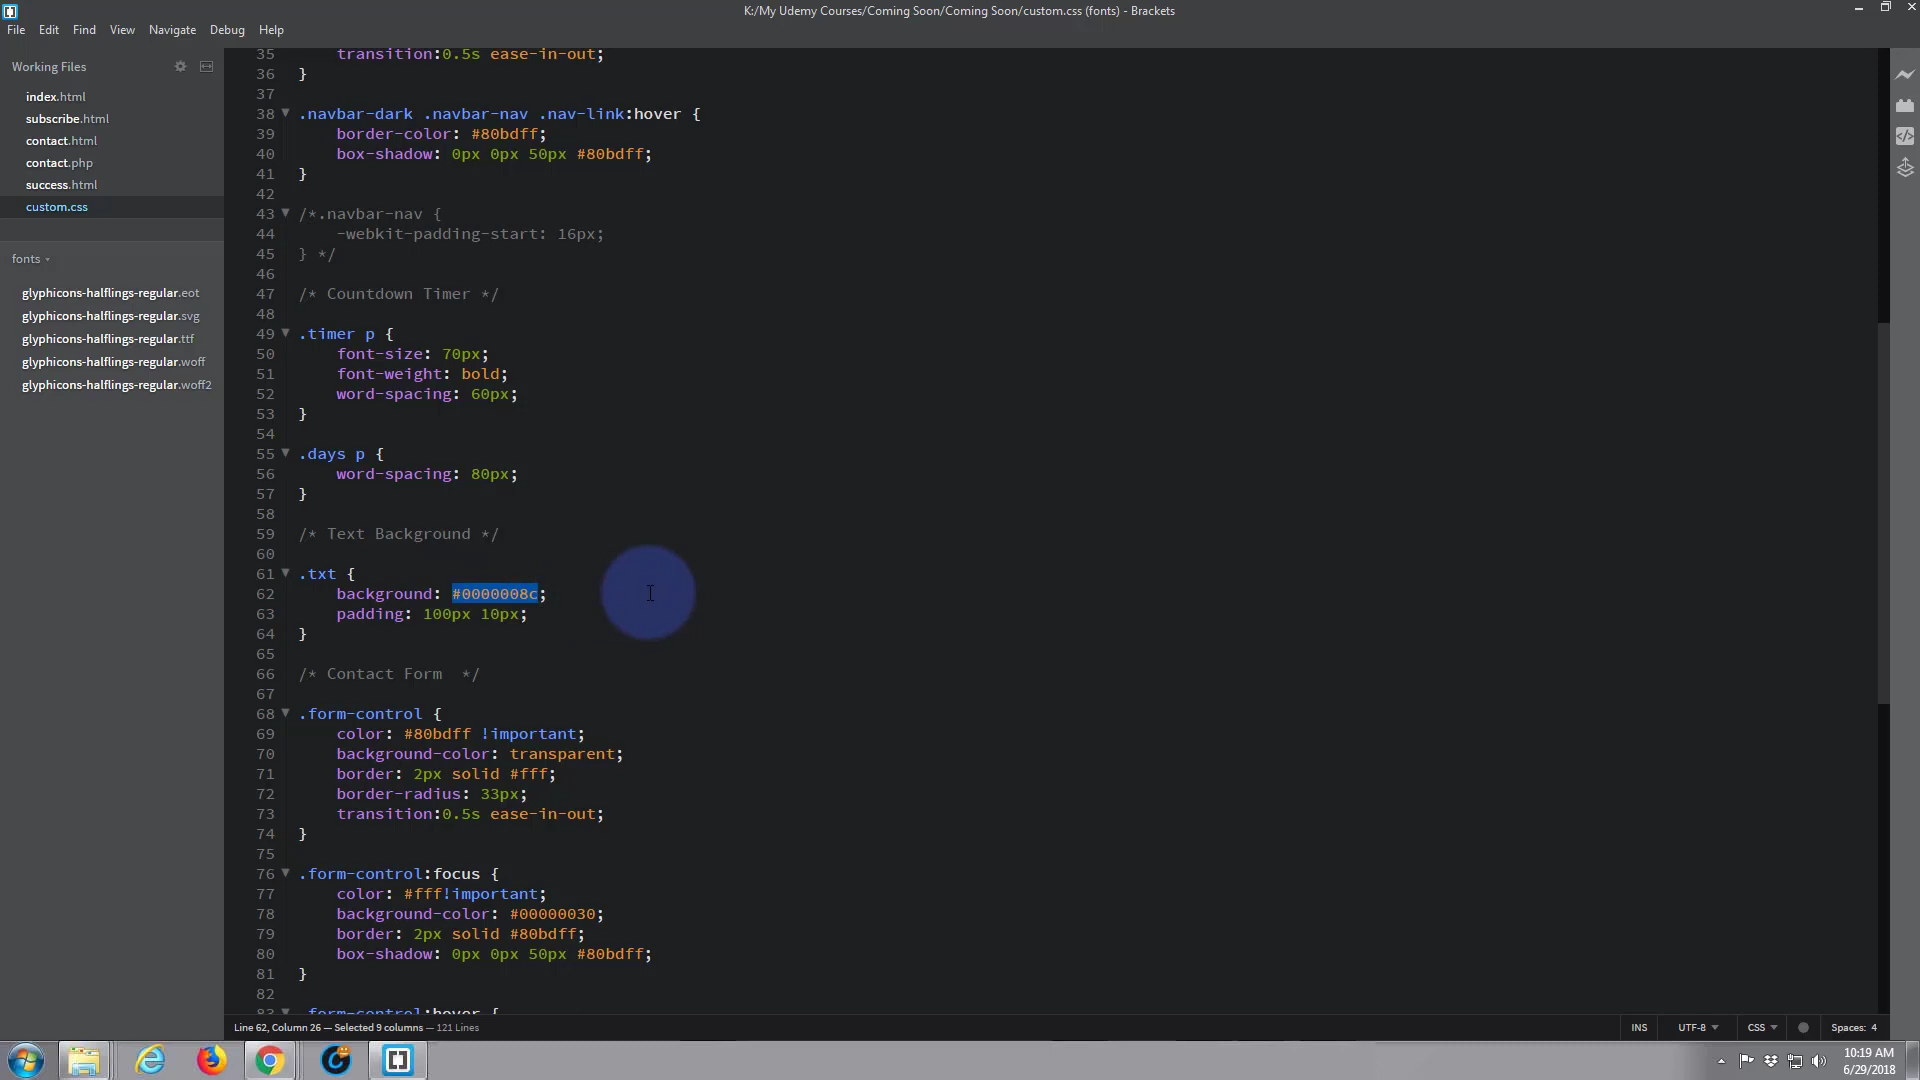 K:/My Udemy Courses/Coming Soon/Coming Soon/custom.css (fonts) - Brackets
File Edit Find View Navigate Debug Help
Working Files
index.html
subscribe.html
contact.html
contact.php
success.html
custom.css
fonts
glyphicons-halflings-regular.eot
glyphicons-halflings-regular.svg
glyphicons-halflings-regular.ttf
glyphicons-halflings-regular.woff
glyphicons-halflings-regular.woff2
35 transition:0.5s ease-in-out;
36 }
37
38 .navbar-dark .navbar-nav .nav-link:hover {
39 border-color: #80bdff;
40 box-shadow: 0px 0px 50px #80bdff;
41 }
42
43 /*.navbar-nav {
44 -webkit-padding-start: 16px;
45 } */
46
47 /* Countdown Timer */
48
49 .timer p {
50 font-size: 70px;
51 font-weight: bold;
52 word-spacing: 60px;
53 }
54
55 .days p {
56 word-spacing: 80px;
57 }
58
59 /* Text Background */
60
61 .txt {
62 background: #0000008c;
63 padding: 100px 10px;
64 }
65
66 /* Contact Form  */
67
68 .form-control {
69 color: #80bdff !important;
70 background-color: transparent;
71 border: 2px solid #fff;
72 border-radius: 33px;
73 transition:0.5s ease-in-out;
74 }
75
76 .form-control:focus {
77 color: #fff!important;
78 background-color: #00000030;
79 border: 2px solid #80bdff;
80 box-shadow: 0px 0px 50px #80bdff;
81 }
82
83 .form-control:hover {
Line 62, Column 26 — Selected 9 columns — 121 Lines
INS UTF-8 CSS Spaces: 4
10:19 AM
6/29/2018